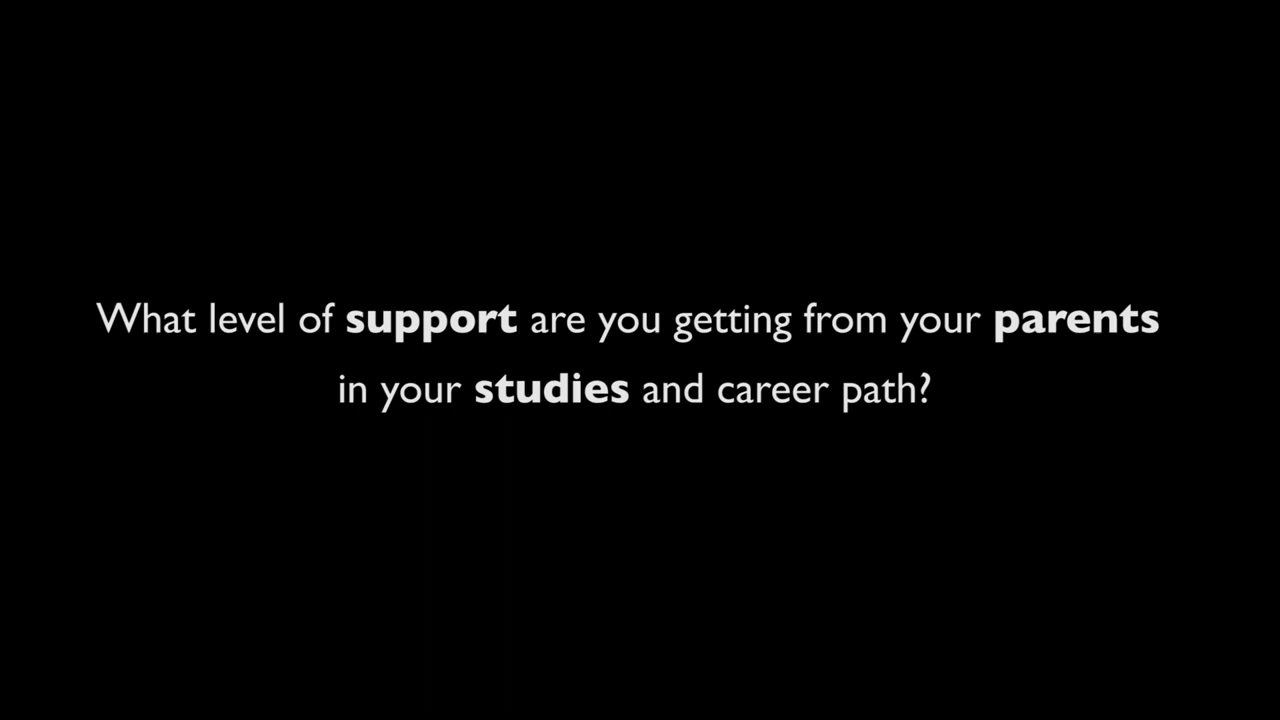 What level of support are you getting from your parents
in your studies and career path?